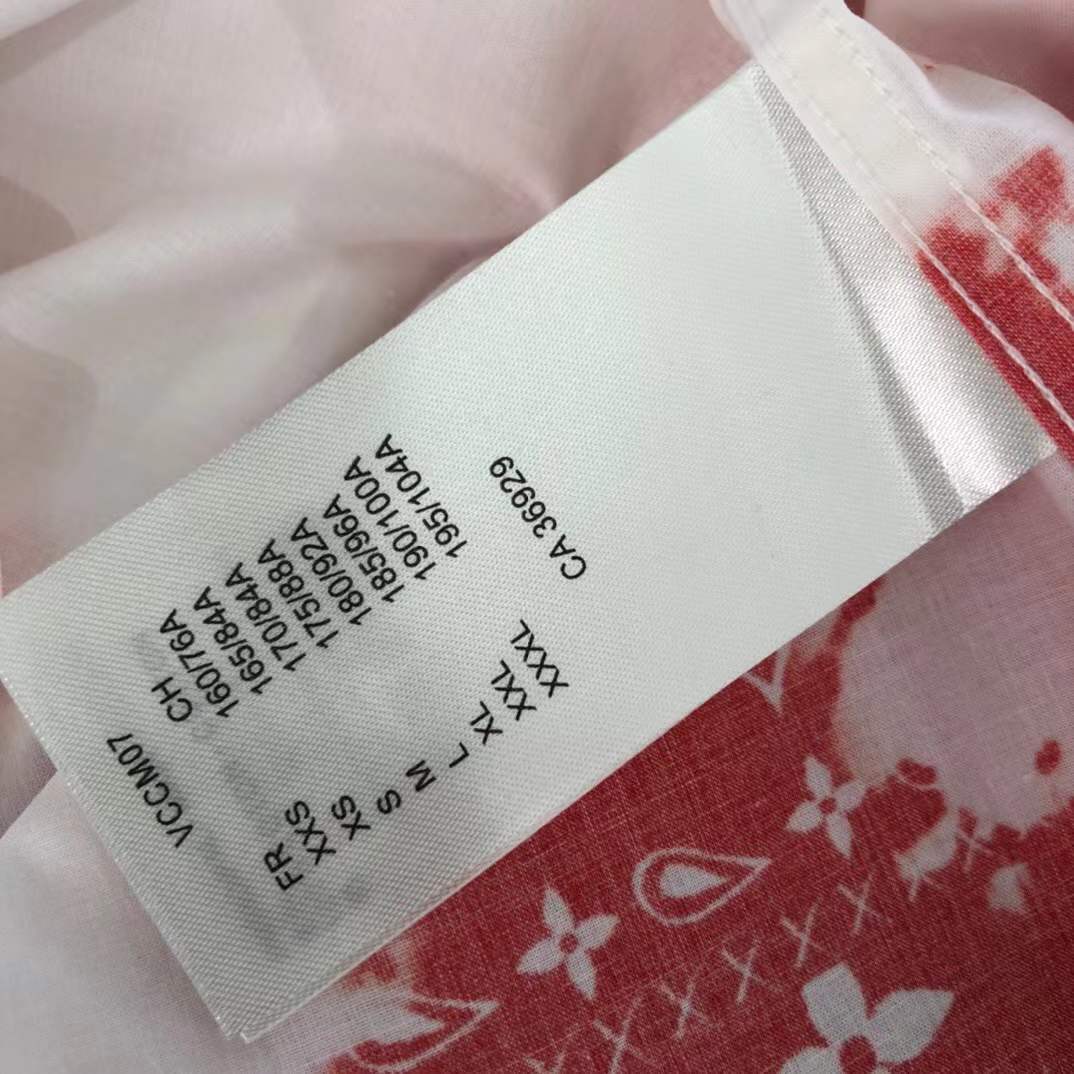 VCCM07
FR CH
XXS 160/76A
XS 165/84A
S 170/84A
M 175/88A
L 180/92A
XL 185/96A
XXL 190/100A
XXXL 195/104A
CA 36929